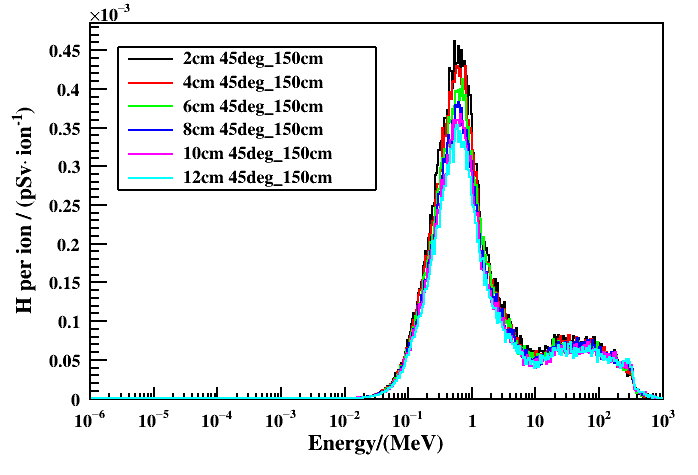 ×10⁻³
H per ion / (pSv· ion⁻¹)
0.45
0.4
0.35
0.3
0.25
0.2
0.15
0.1
0.05
0
2cm 45deg_150cm
4cm 45deg_150cm
6cm 45deg_150cm
8cm 45deg_150cm
10cm 45deg_150cm
12cm 45deg_150cm
10⁻⁶ 10⁻⁵ 10⁻⁴ 10⁻³ 10⁻² 10⁻¹ 1 10 10² 10³
Energy/(MeV)